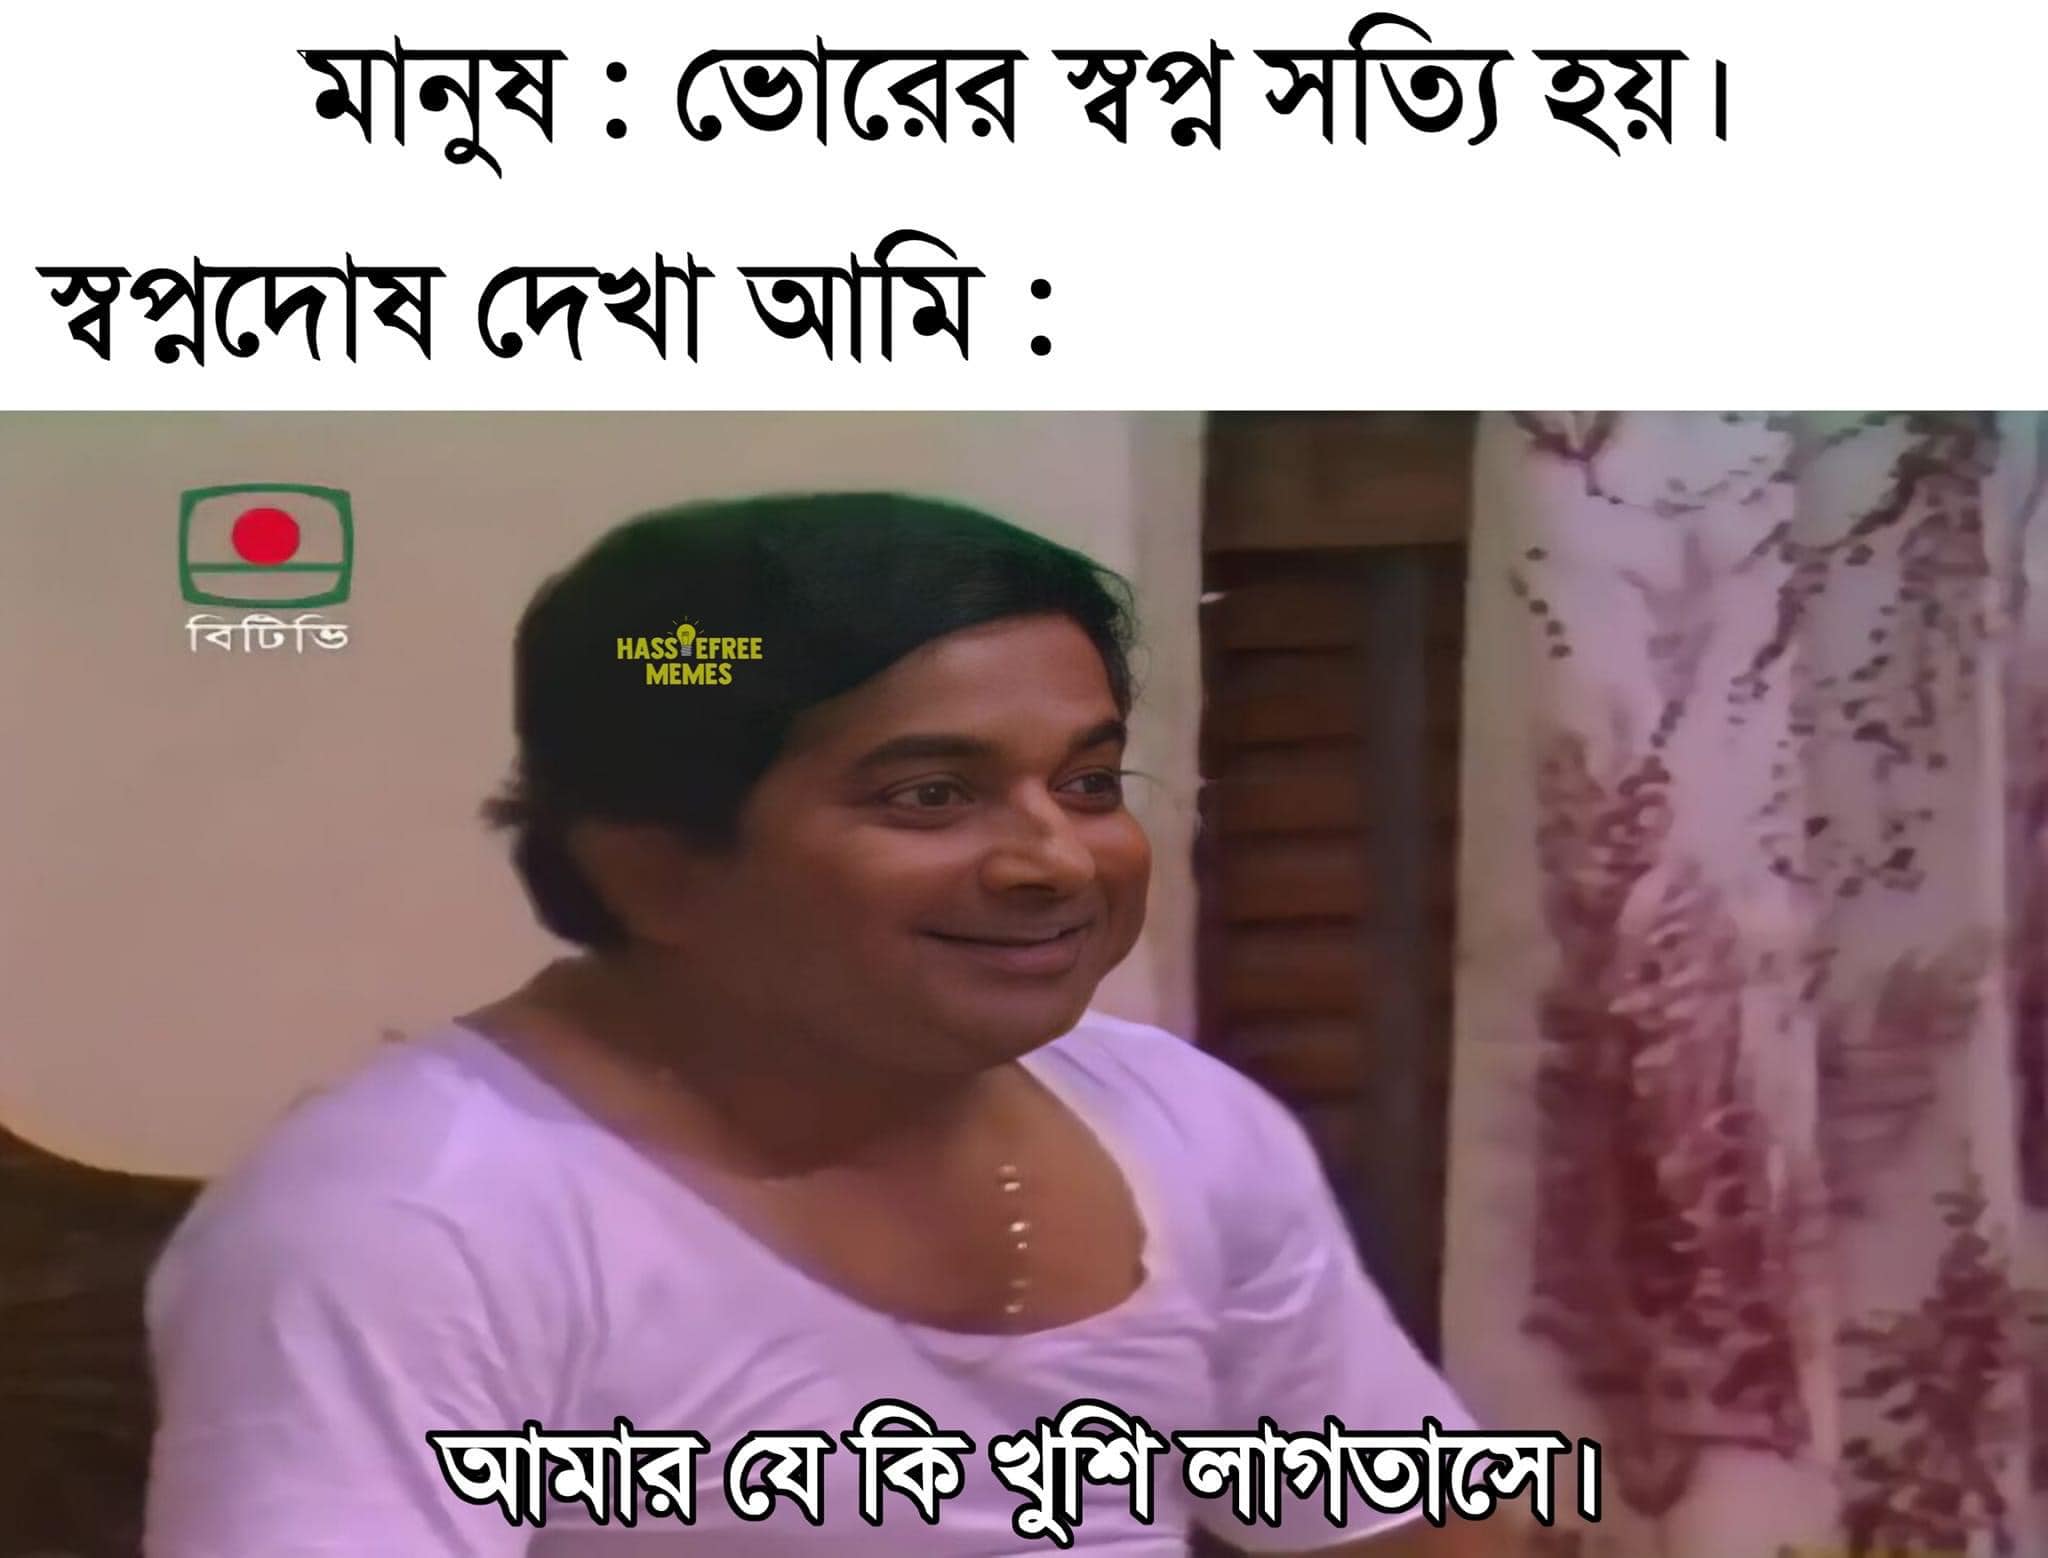 মানুষ : ভোরের স্বপ্ন সত্যি হয়।
স্বপ্নদোষ দেখা আমি :
বিটিভি
HASSLEFREE
MEMES
আমার যে কি খুশি লাগতাসে।